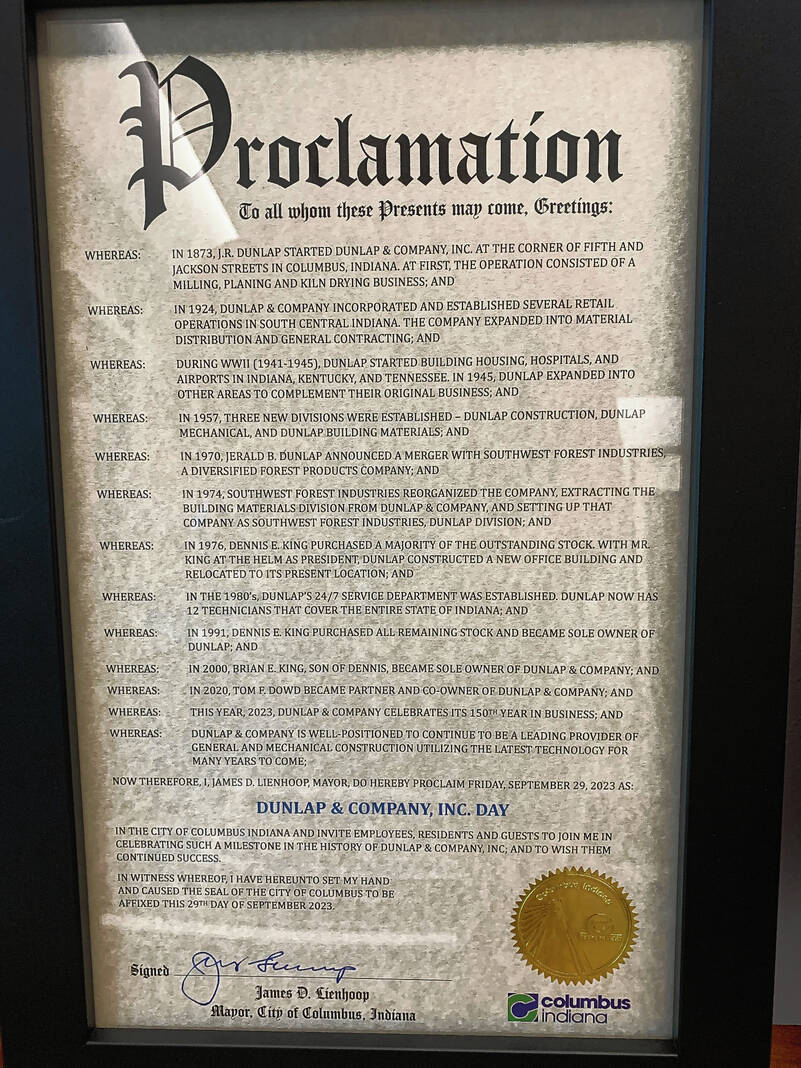 Proclamation
To all whom these Presents may come, Greetings:
WHEREAS: IN 1873, J.R. DUNLAP STARTED DUNLAP & COMPANY, INC. AT THE CORNER OF FIFTH AND
JACKSON STREETS IN COLUMBUS, INDIANA. AT FIRST, THE OPERATION CONSISTED OF A
MILLING, PLANING AND KILN DRYING BUSINESS; AND
WHEREAS: IN 1924, DUNLAP & COMPANY INCORPORATED AND ESTABLISHED SEVERAL RETAIL
OPERATIONS IN SOUTH CENTRAL INDIANA. THE COMPANY EXPANDED INTO MATERIAL
DISTRIBUTION AND GENERAL CONTRACTING; AND
WHEREAS: DURING WWII (1941-1945), DUNLAP STARTED BUILDING HOUSING, HOSPITALS, AND
AIRPORTS IN INDIANA, KENTUCKY, AND TENNESSEE. IN 1945, DUNLAP EXPANDED INTO
OTHER AREAS TO COMPLEMENT THEIR ORIGINAL BUSINESS; AND
WHEREAS: IN 1957, THREE NEW DIVISIONS WERE ESTABLISHED – DUNLAP CONSTRUCTION, DUNLAP
MECHANICAL, AND DUNLAP BUILDING MATERIALS; AND
WHEREAS: IN 1970, JERALD B. DUNLAP ANNOUNCED A MERGER WITH SOUTHWEST FOREST INDUSTRIES,
A DIVERSIFIED FOREST PRODUCTS COMPANY; AND
WHEREAS: IN 1974, SOUTHWEST FOREST INDUSTRIES REORGANIZED THE COMPANY, EXTRACTING THE
BUILDING MATERIALS DIVISION FROM DUNLAP & COMPANY, AND SETTING UP THAT
COMPANY AS SOUTHWEST FOREST INDUSTRIES, DUNLAP DIVISION; AND
WHEREAS: IN 1976, DENNIS E. KING PURCHASED A MAJORITY OF THE OUTSTANDING STOCK. WITH MR.
KING AT THE HELM AS PRESIDENT, DUNLAP CONSTRUCTED A NEW OFFICE BUILDING AND
RELOCATED TO ITS PRESENT LOCATION; AND
WHEREAS: IN THE 1980's, DUNLAP'S 24/7 SERVICE DEPARTMENT WAS ESTABLISHED. DUNLAP NOW HAS
12 TECHNICIANS THAT COVER THE ENTIRE STATE OF INDIANA; AND
WHEREAS: IN 1991, DENNIS E. KING PURCHASED ALL REMAINING STOCK AND BECAME SOLE OWNER OF
DUNLAP; AND
WHEREAS: IN 2000, BRIAN E. KING, SON OF DENNIS, BECAME SOLE OWNER OF DUNLAP & COMPANY; AND
WHEREAS: IN 2020, TOM F. DOWD BECAME PARTNER AND CO-OWNER OF DUNLAP & COMPANY; AND
WHEREAS: THIS YEAR, 2023, DUNLAP & COMPANY CELEBRATES ITS 150TH YEAR IN BUSINESS; AND
WHEREAS: DUNLAP & COMPANY IS WELL-POSITIONED TO CONTINUE TO BE A LEADING PROVIDER OF
GENERAL AND MECHANICAL CONSTRUCTION UTILIZING THE LATEST TECHNOLOGY FOR
MANY YEARS TO COME;
NOW THEREFORE, I, JAMES D. LIENHOOP, MAYOR, DO HEREBY PROCLAIM FRIDAY, SEPTEMBER 29, 2023 AS:
DUNLAP & COMPANY, INC. DAY
IN THE CITY OF COLUMBUS INDIANA AND INVITE EMPLOYEES, RESIDENTS AND GUESTS TO JOIN ME IN
CELEBRATING SUCH A MILESTONE IN THE HISTORY OF DUNLAP & COMPANY, INC; AND TO WISH THEM
CONTINUED SUCCESS.
IN WITNESS WHEREOF, I HAVE HEREUNTO SET MY HAND
AND CAUSED THE SEAL OF THE CITY OF COLUMBUS TO BE
AFFIXED THIS 29TH DAY OF SEPTEMBER 2023.
Columbus Indiana
Signed
James D. Lienhoop
Mayor, City of Columbus, Indiana
columbus
indiana